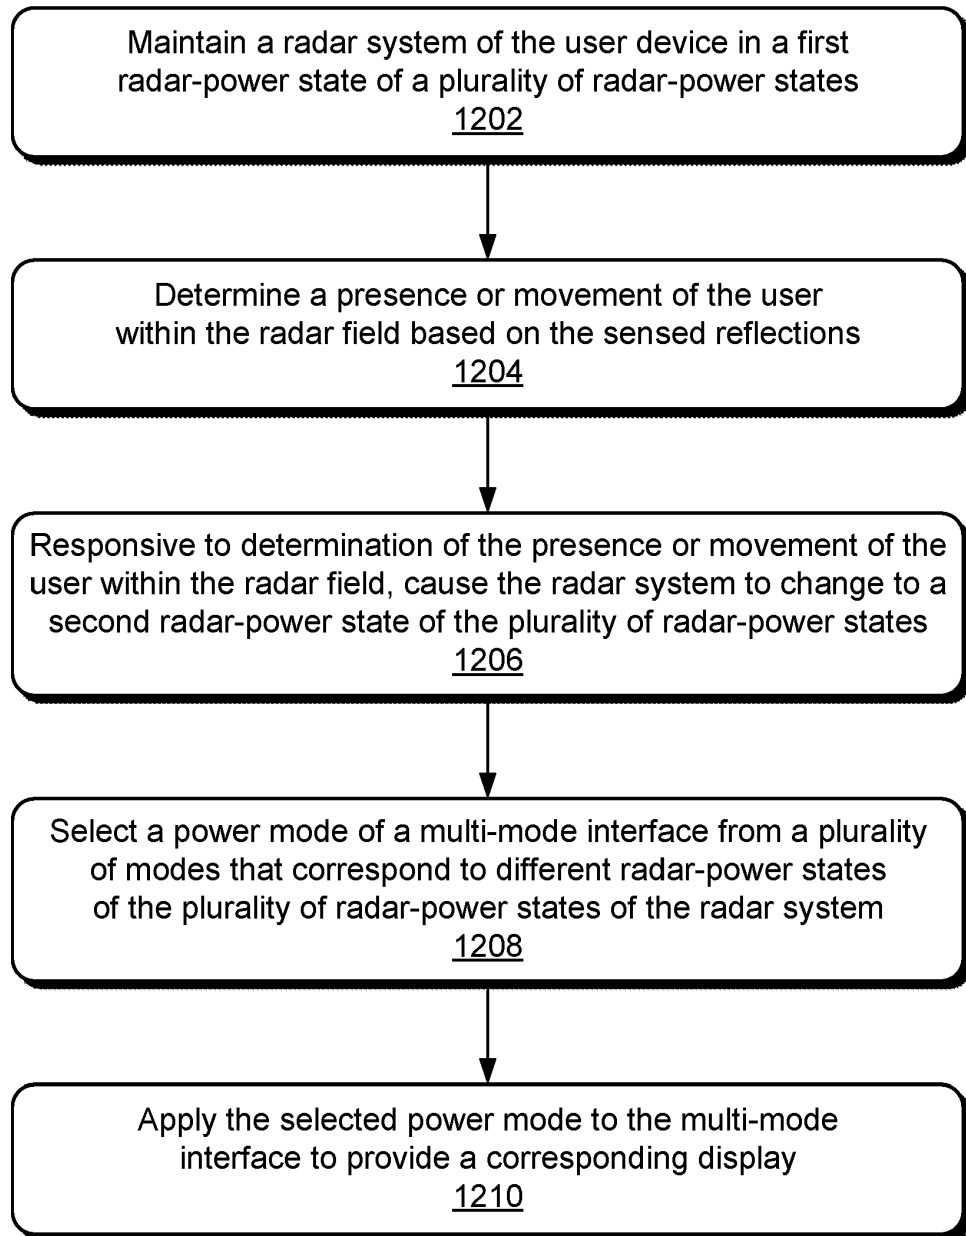 Maintain a radar system of the user device in a first
radar-power state of a plurality of radar-power states
1202
Determine a presence or movement of the user
within the radar field based on the sensed reflections
1204
Responsive to determination of the presence or movement of the
user within the radar field, cause the radar system to change to a
second radar-power state of the plurality of radar-power states
1206
Select a power mode of a multi-mode interface from a plurality
of modes that correspond to different radar-power states
of the plurality of radar-power states of the radar system
1208
Apply the selected power mode to the multi-mode
interface to provide a corresponding display
1210